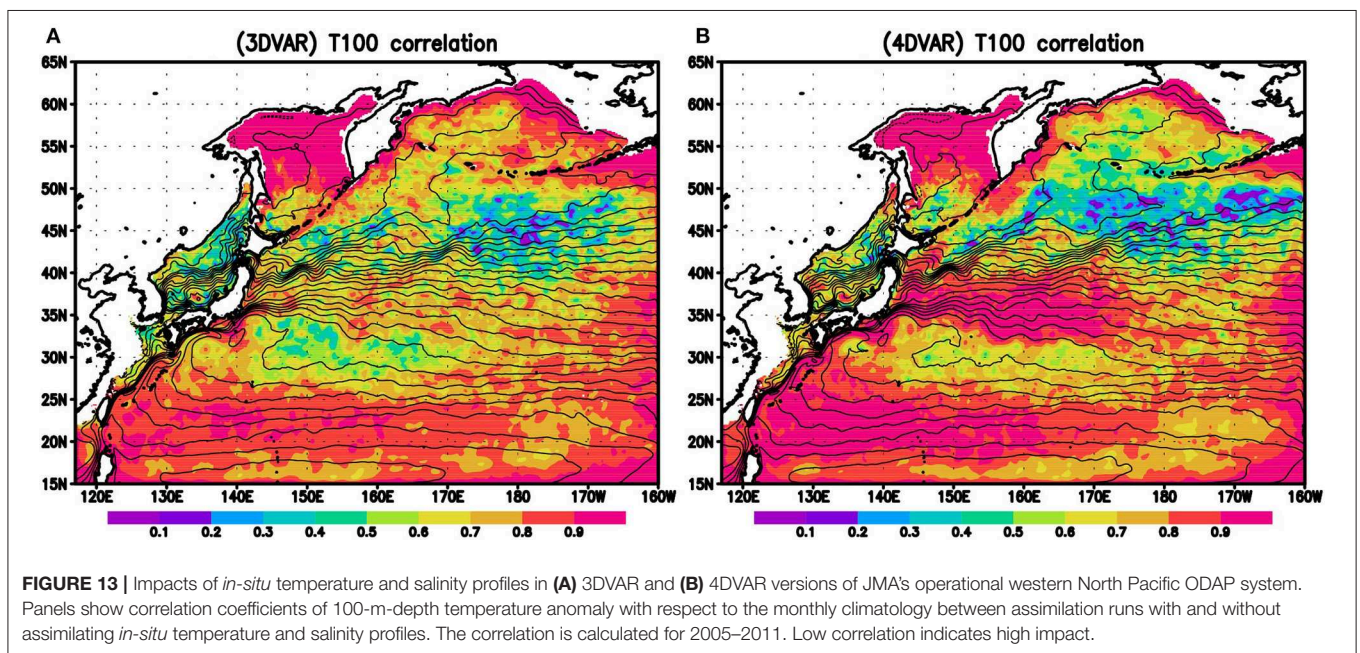 A
(3DVAR) T100 correlation
65N
60N
55N
50N
45N
40N
35N
30N
25N
20N
15N
120E 130E 140E 150E 160E 170E 180 170W 160W
0.1 0.2 0.3 0.4 0.5 0.6 0.7 0.8 0.9
B
(4DVAR) T100 correlation
65N
60N
55N
50N
45N
40N
35N
30N
25N
20N
15N
120E 130E 140E 150E 160E 170E 180 170W 160W
0.1 0.2 0.3 0.4 0.5 0.6 0.7 0.8 0.9
FIGURE 13 | Impacts of in-situ temperature and salinity profiles in (A) 3DVAR and (B) 4DVAR versions of JMA's operational western North Pacific ODAP system.
Panels show correlation coefficients of 100-m-depth temperature anomaly with respect to the monthly climatology between assimilation runs with and without
assimilating in-situ temperature and salinity profiles. The correlation is calculated for 2005–2011. Low correlation indicates high impact.